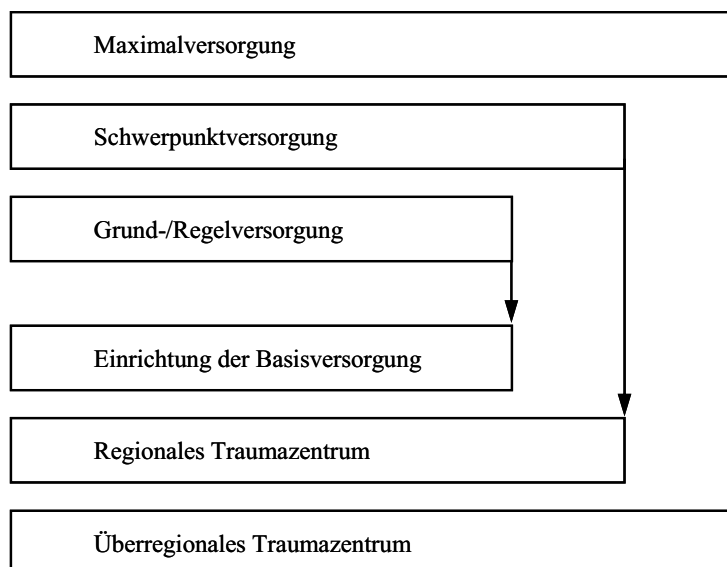 Maximalversorgung
Schwerpunktversorgung
Grund-/Regelversorgung
Einrichtung der Basisversorgung
Regionales Traumazentrum
Überregionales Traumazentrum